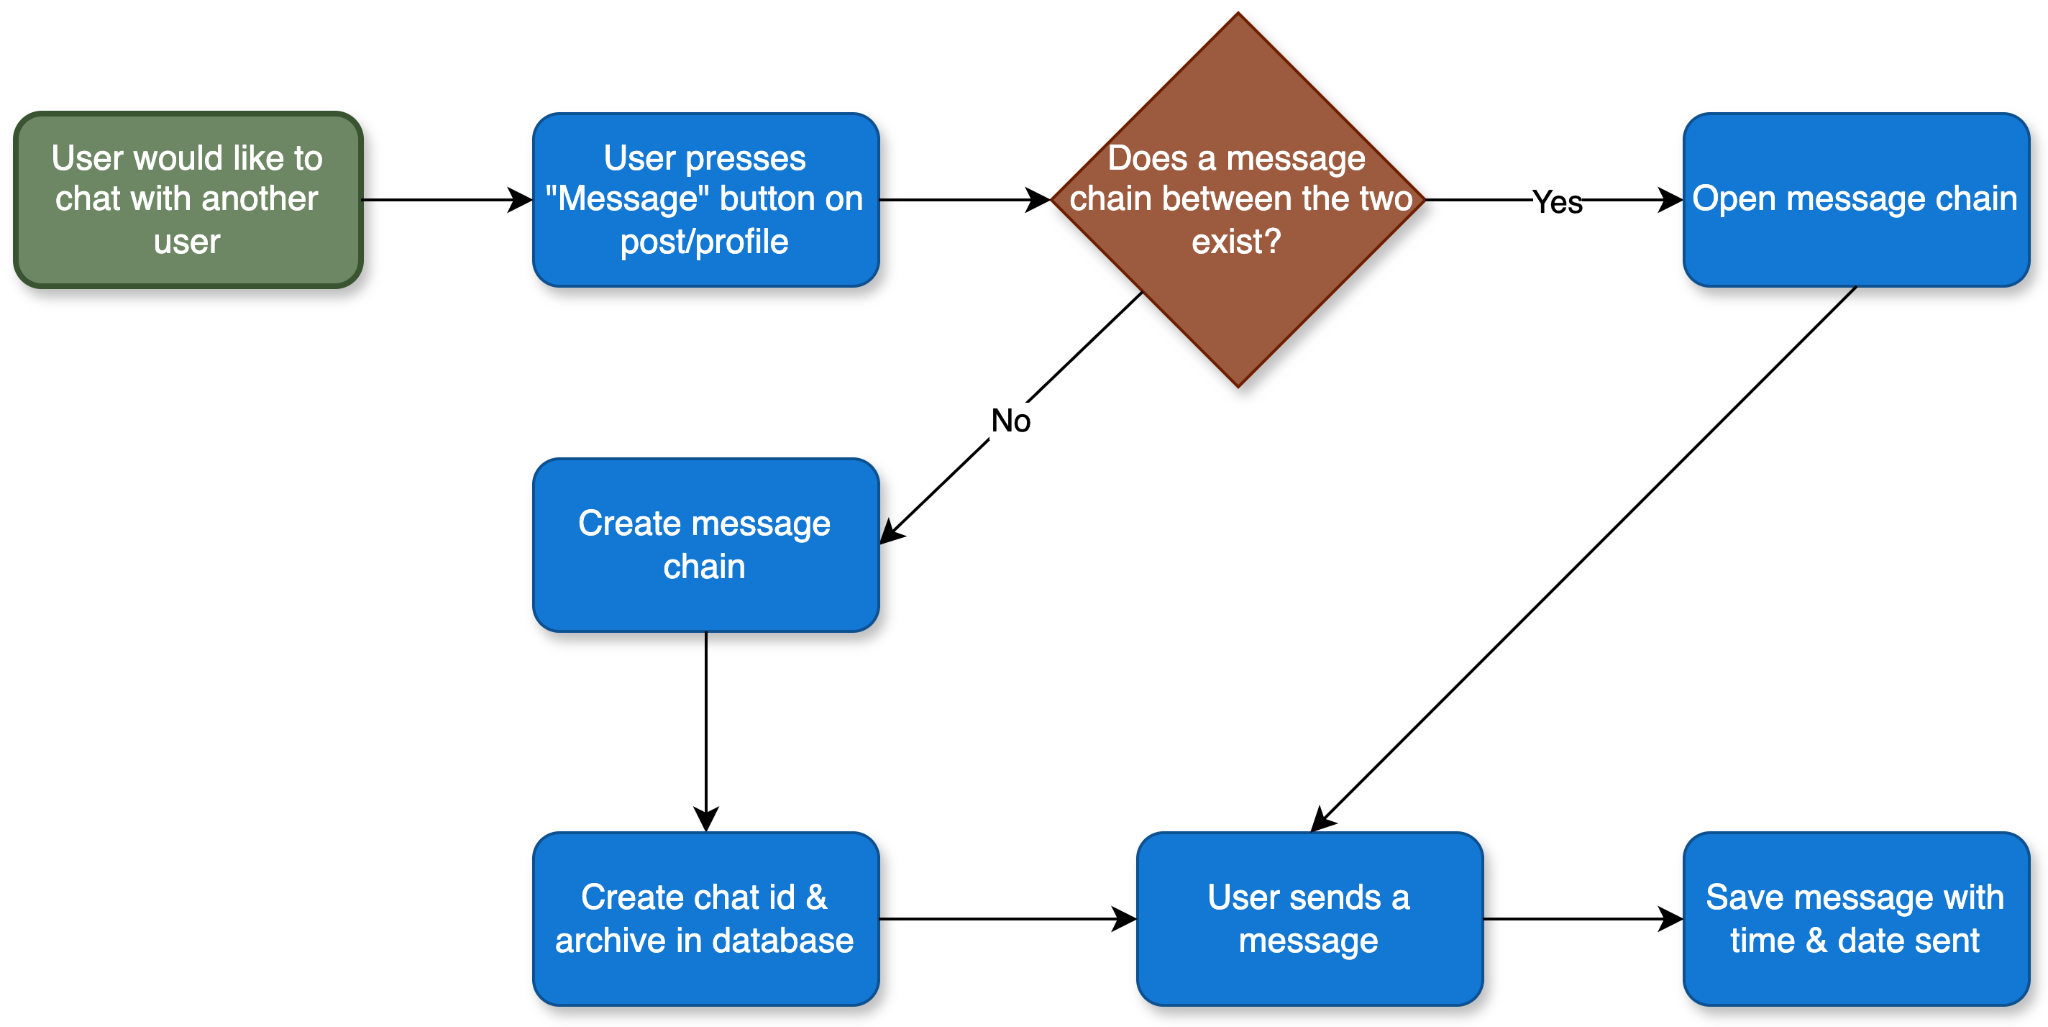 User would like to
chat with another
user
User presses
"Message" button on
post/profile
Does a message
chain between the two
exist?
Yes
Open message chain
No
Create message
chain
Create chat id &
archive in database
User sends a
message
Save message with
time & date sent